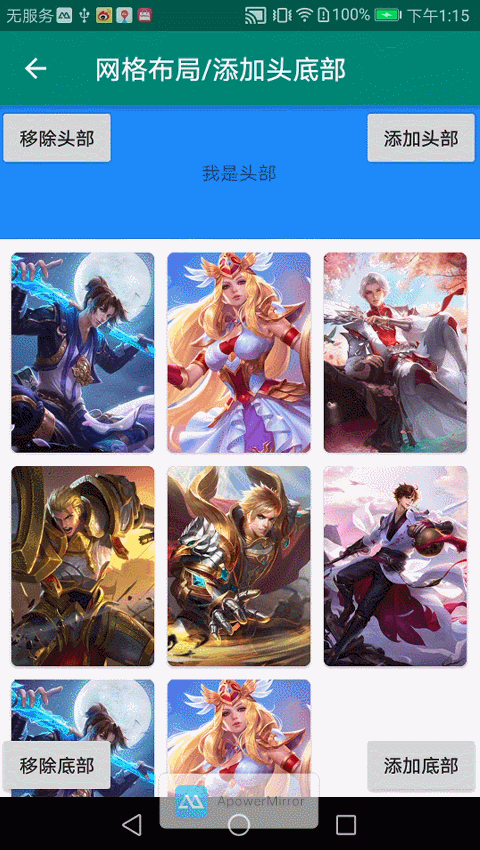 无服务 100% 下午1:15
网格布局/添加头底部
移除头部 添加头部
我是头部
移除底部 添加底部
ApowerMirror